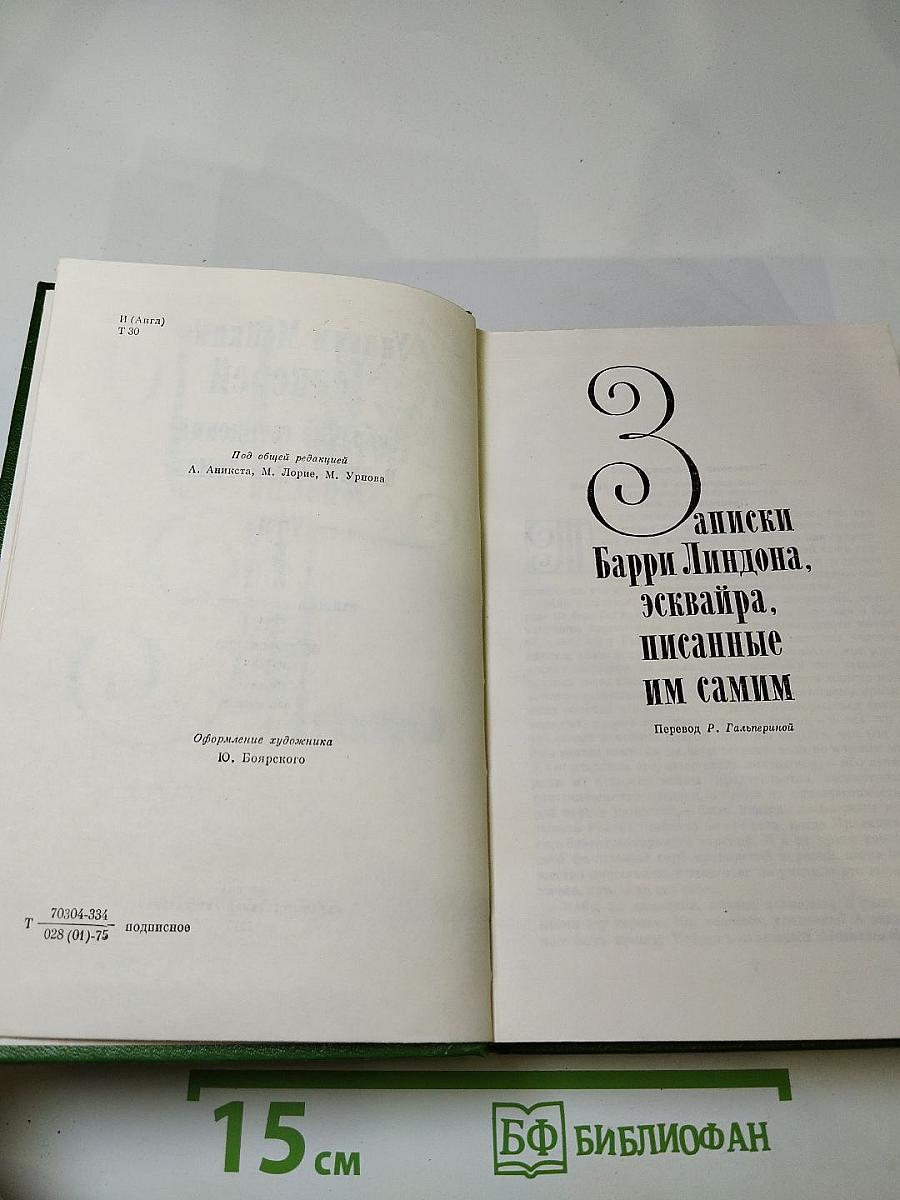 И (Англ)
Т 30
Под общей редакцией
А. Аникста, М. Лорие, М. Урнова
Оформление художника
Ю. Боярского
Т 70304-334
028 (01)-75 подписное
Записки
Барри Линдона,
эсквайра,
писанные
им самим
Перевод Р. Гальпериной
15 см
БФ БИБЛИОФАН